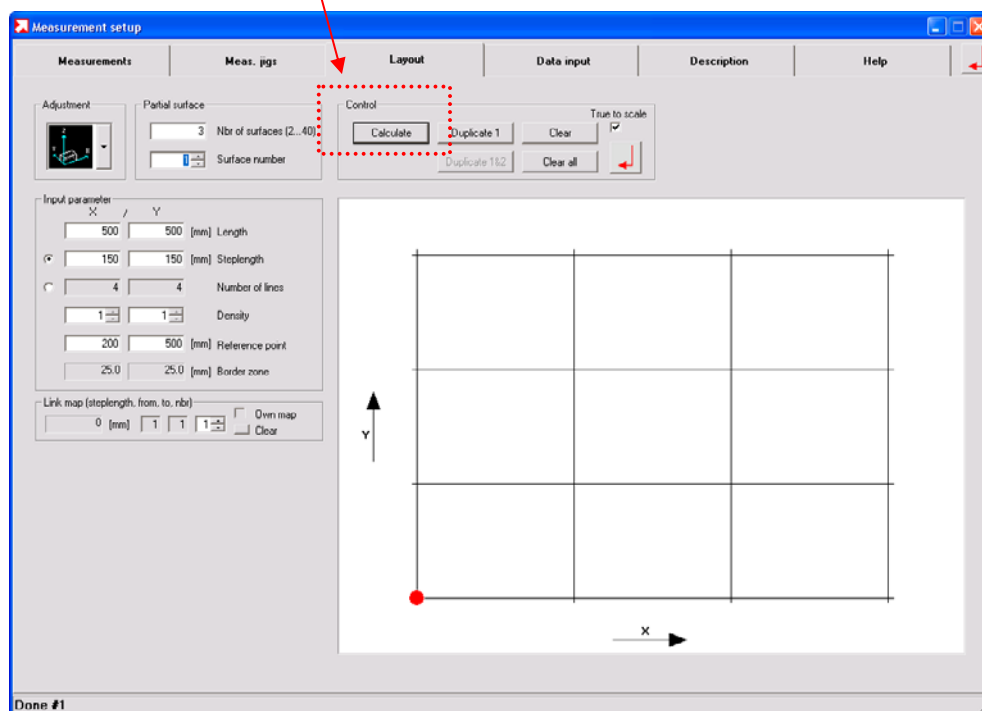 Measurement setup
Measurements Meas. jigs Layout Data input Description Help
Adjustment
Partial surface
3 Nbr of surfaces (2...40)
1 Surface number
Control
True to scale
Calculate Duplicate 1 Clear
Duplicate 1&2 Clear all
Input parameter
X / Y
500 500 [mm] Length
150 150 [mm] Steplength
4 4 Number of lines
1 1 Density
200 500 [mm] Reference point
25.0 25.0 [mm] Border zone
Link map (steplength, from, to, nbr)
0 [mm] 1 1 1 Own map
Clear
Y
X
Done #1